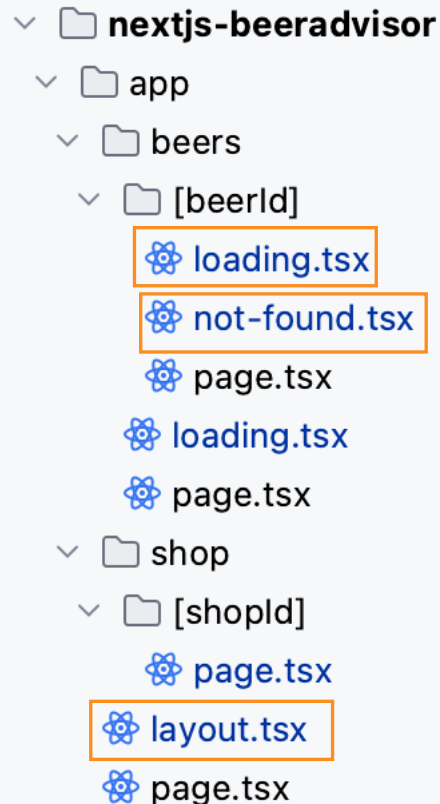 nextjs-beeradvisor
app
beers
[beerId]
loading.tsx
not-found.tsx
page.tsx
loading.tsx
page.tsx
shop
[shopId]
page.tsx
layout.tsx
page.tsx